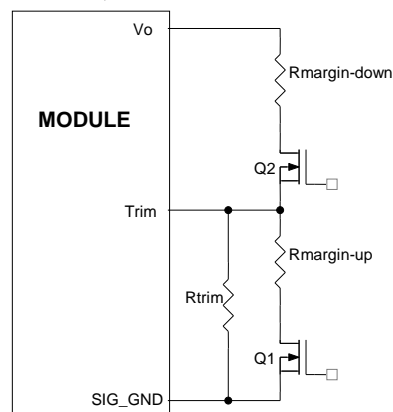 Vo
Rmargin-down
MODULE
Q2
Trim
Rmargin-up
Rtrim
Q1
SIG_GND